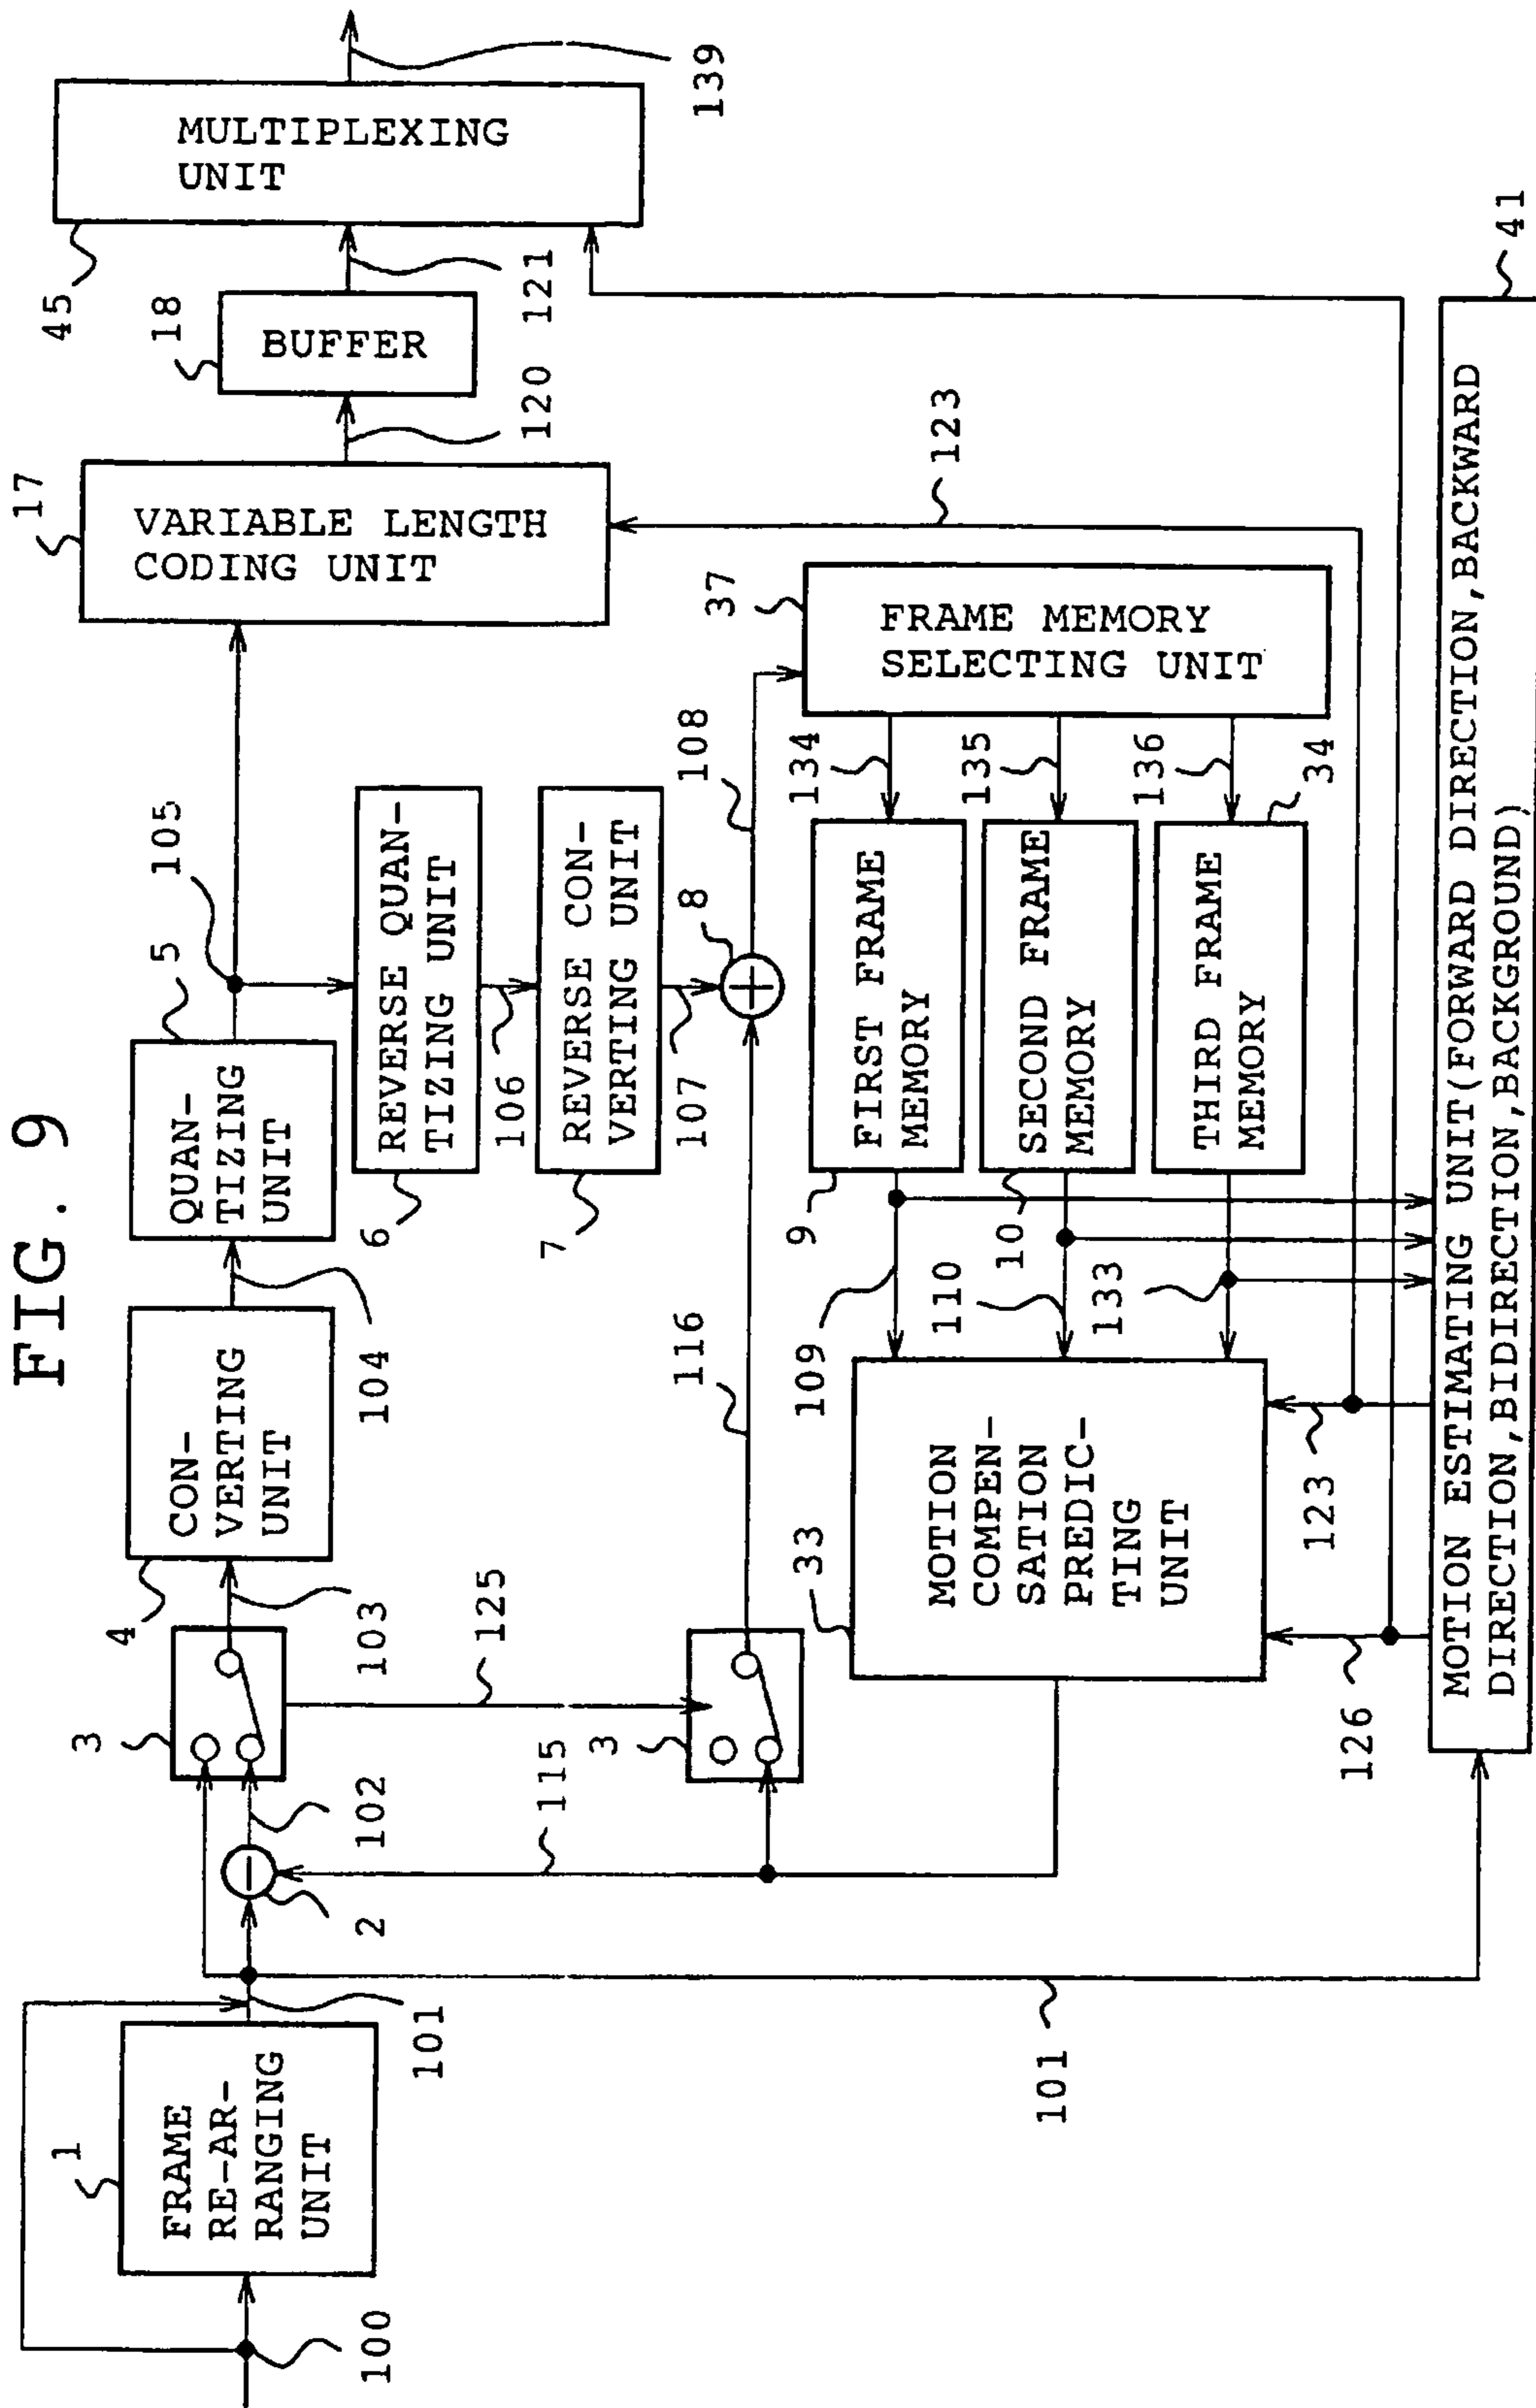 FIG. 9
1
FRAME
RE-AR-
RANGING
UNIT
100
101
2
102
3
103
4
CON-
VERTING
UNIT
104
5
QUAN-
TIZING
UNIT
105
17
VARIABLE LENGTH
CODING UNIT
120
18
BUFFER
121
45
MULTIPLEXING
UNIT
139
6
REVERSE QUAN-
TIZING UNIT
106
7
REVERSE CON-
VERTING UNIT
107
8
108
125
115
3
116
37
FRAME MEMORY
SELECTING UNIT
123
134
135
136
9
FIRST FRAME
MEMORY
10
SECOND FRAME
MEMORY
34
THIRD FRAME
MEMORY
109
110
133
33
MOTION
COMPEN-
SATION
PREDIC-
TING
UNIT
101
126
123
41
MOTION ESTIMATING UNIT(FORWARD DIRECTION,BACKWARD
DIRECTION,BIDIRECTION,BACKGROUND)